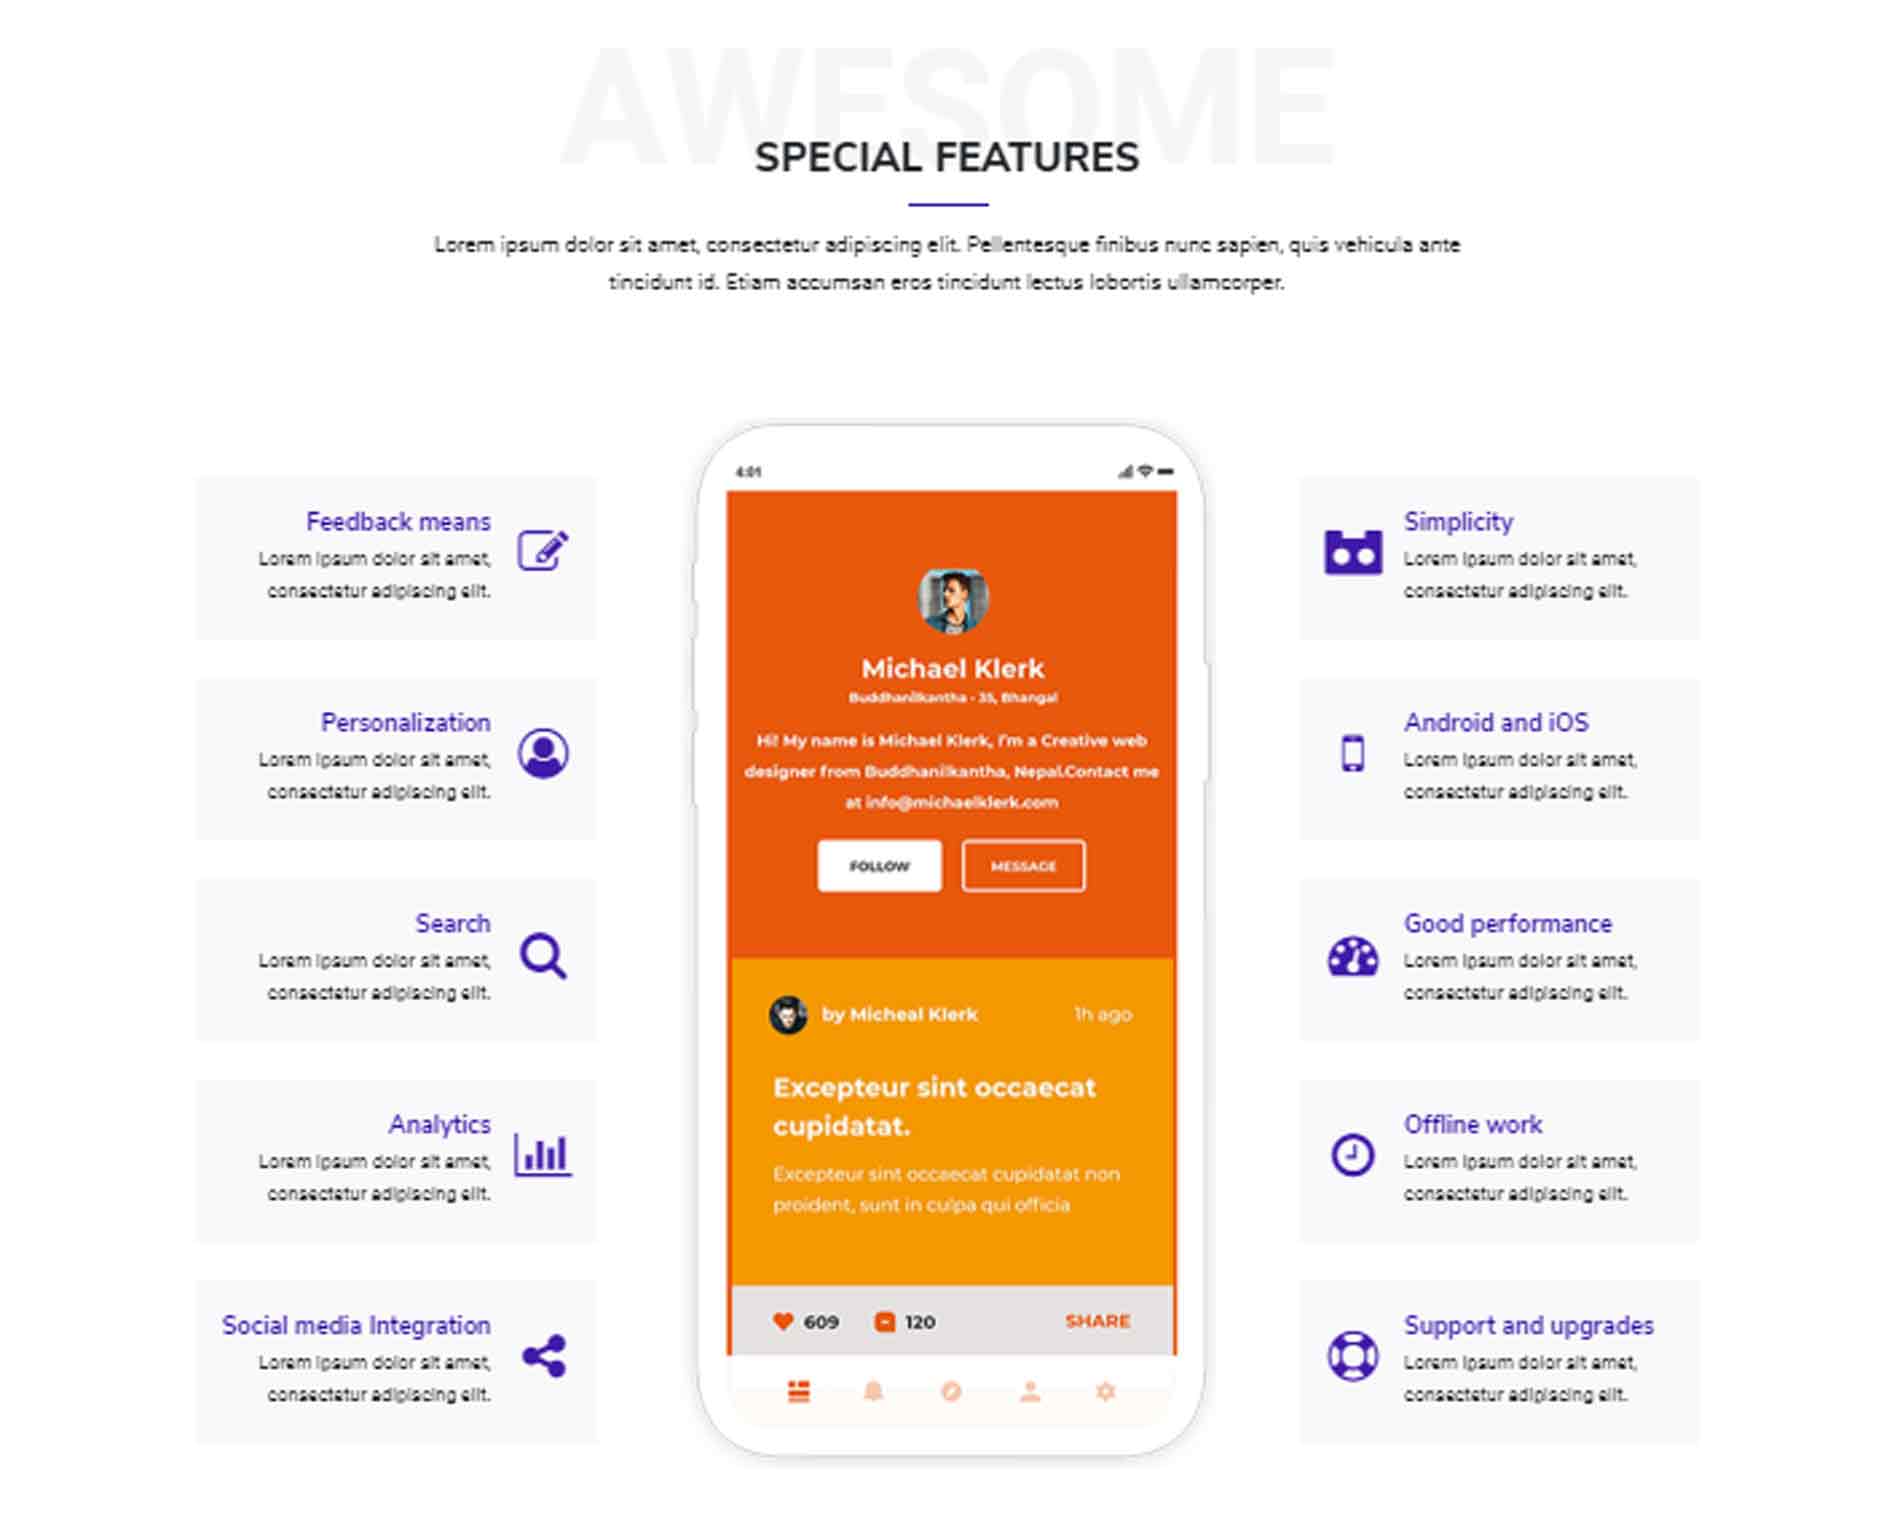 AWESOME
SPECIAL FEATURES
Lorem ipsum dolor sit amet, consectetur adipiscing elit. Pellentesque finibus nunc sapien, quis vehicula ante
tincidunt id. Etiam accumsan eros tincidunt lectus lobortis ullamcorper.
Feedback means
Lorem ipsum dolor sit amet,
consectetur adipiscing elit.
Personalization
Lorem ipsum dolor sit amet,
consectetur adipiscing elit.
Search
Lorem ipsum dolor sit amet,
consectetur adipiscing elit.
Analytics
Lorem ipsum dolor sit amet,
consectetur adipiscing elit.
Social media Integration
Lorem ipsum dolor sit amet,
consectetur adipiscing elit.
4:01
Michael Klerk
Buddhanilkantha - 35, Bhangal
Hi! My name is Michael Klerk, I'm a Creative web
designer from Buddhanilkantha, Nepal.Contact me
at info@michaelklerk.com
FOLLOW MESSAGE
by Micheal Klerk 1h ago
Excepteur sint occaecat
cupidatat.
Excepteur sint occaecat cupidatat non
proident, sunt in culpa qui officia
609 120 SHARE
Simplicity
Lorem ipsum dolor sit amet,
consectetur adipiscing elit.
Android and iOS
Lorem ipsum dolor sit amet,
consectetur adipiscing elit.
Good performance
Lorem ipsum dolor sit amet,
consectetur adipiscing elit.
Offline work
Lorem ipsum dolor sit amet,
consectetur adipiscing elit.
Support and upgrades
Lorem ipsum dolor sit amet,
consectetur adipiscing elit.